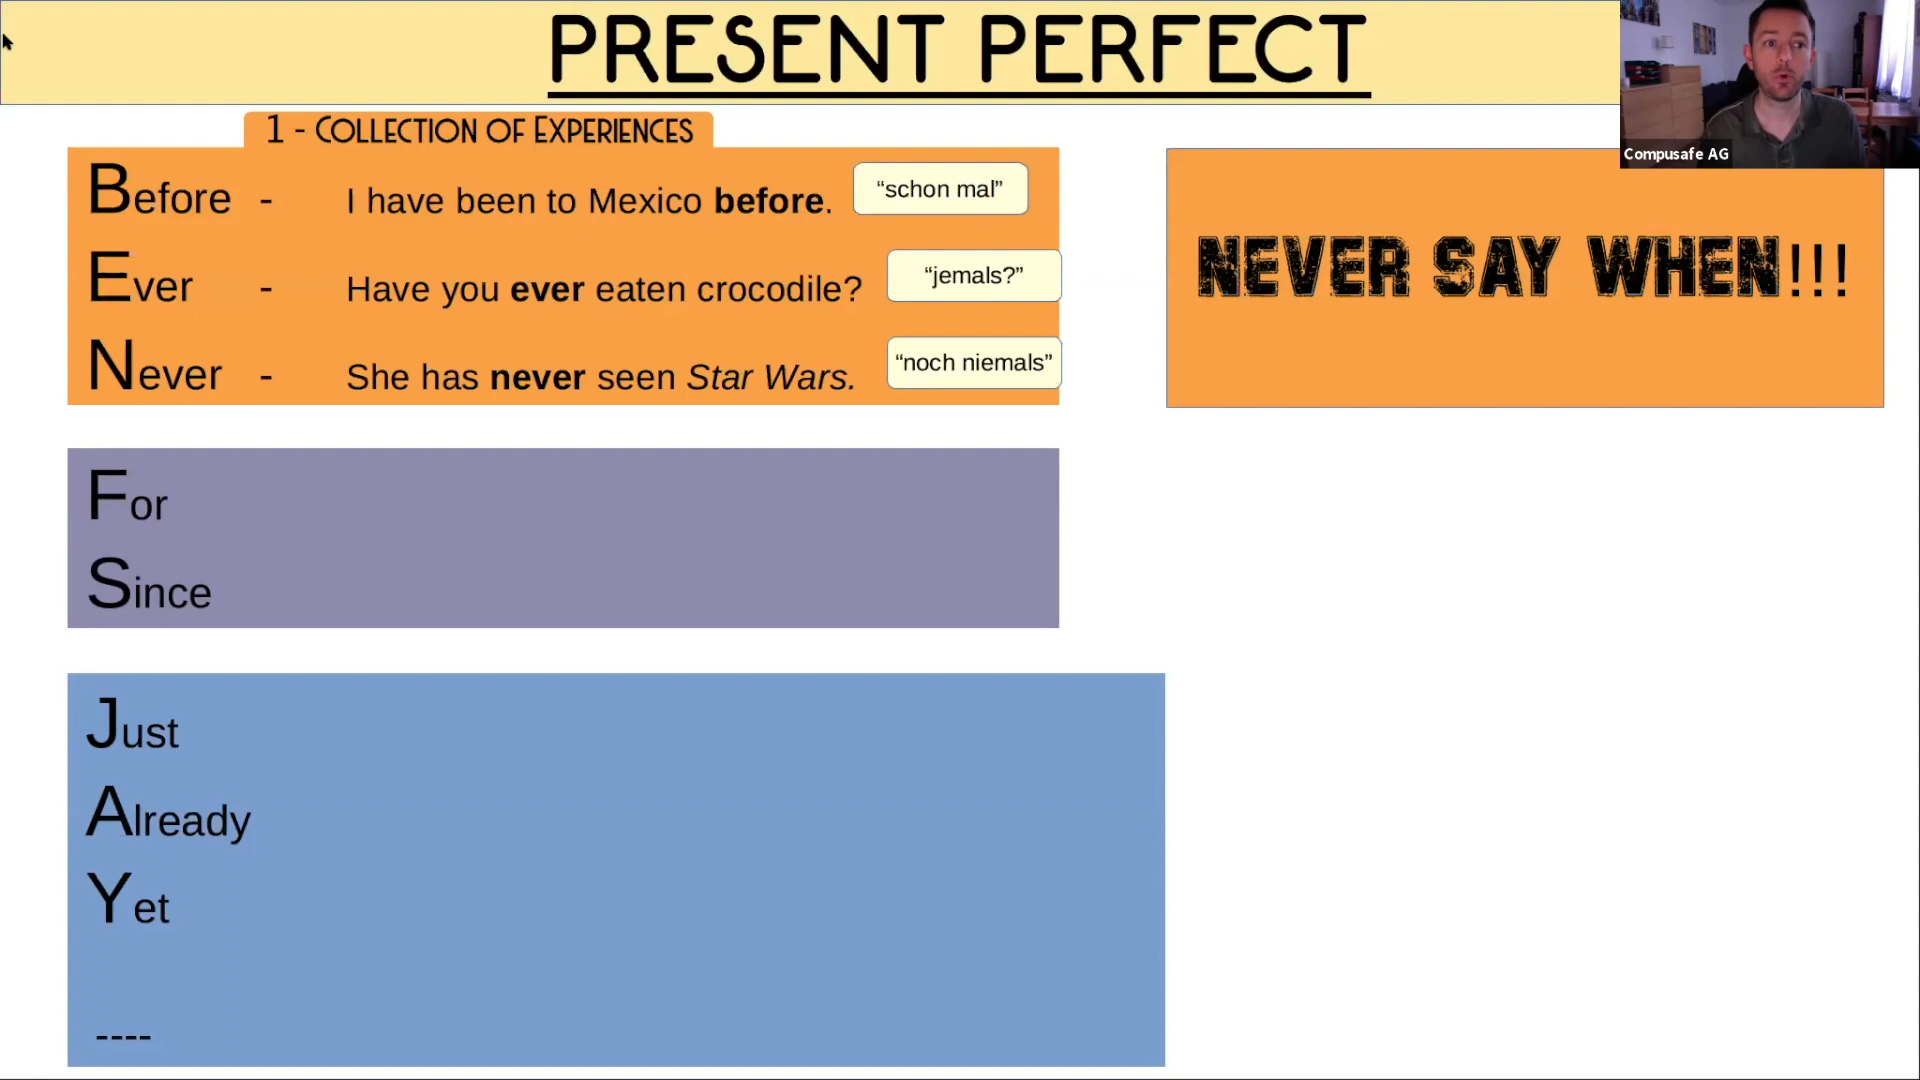 PRESENT PERFECT
Compusafe AG
1 - Collection of Experiences
Before - I have been to Mexico before. “schon mal”
Ever - Have you ever eaten crocodile? “jemals?”
Never - She has never seen Star Wars. “noch niemals”
NEVER SAY WHEN!!!
For
Since
Just
Already
Yet
----